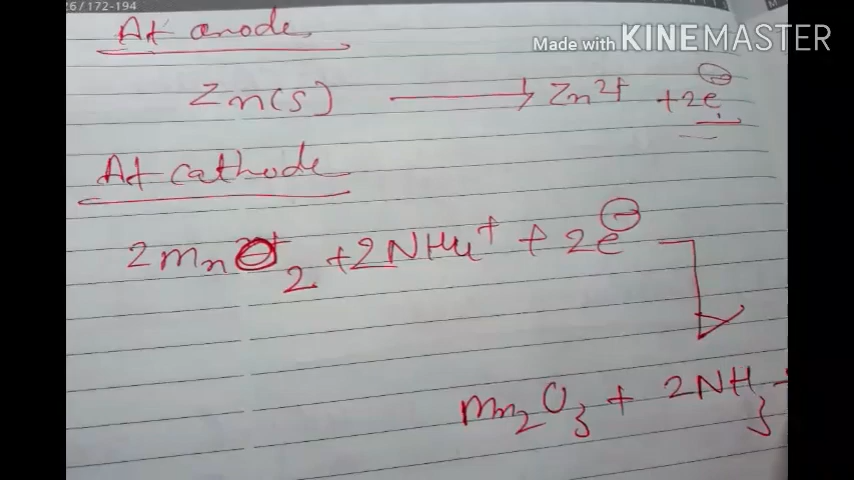 26/172-194
At anode
Made with KINEMASTER
Zn(s) → Zn²⁺ + 2e⁻
At cathode
2MnO₂ + 2NH₄⁺ + 2e⁻ →
Mn₂O₃ + 2NH₃ +